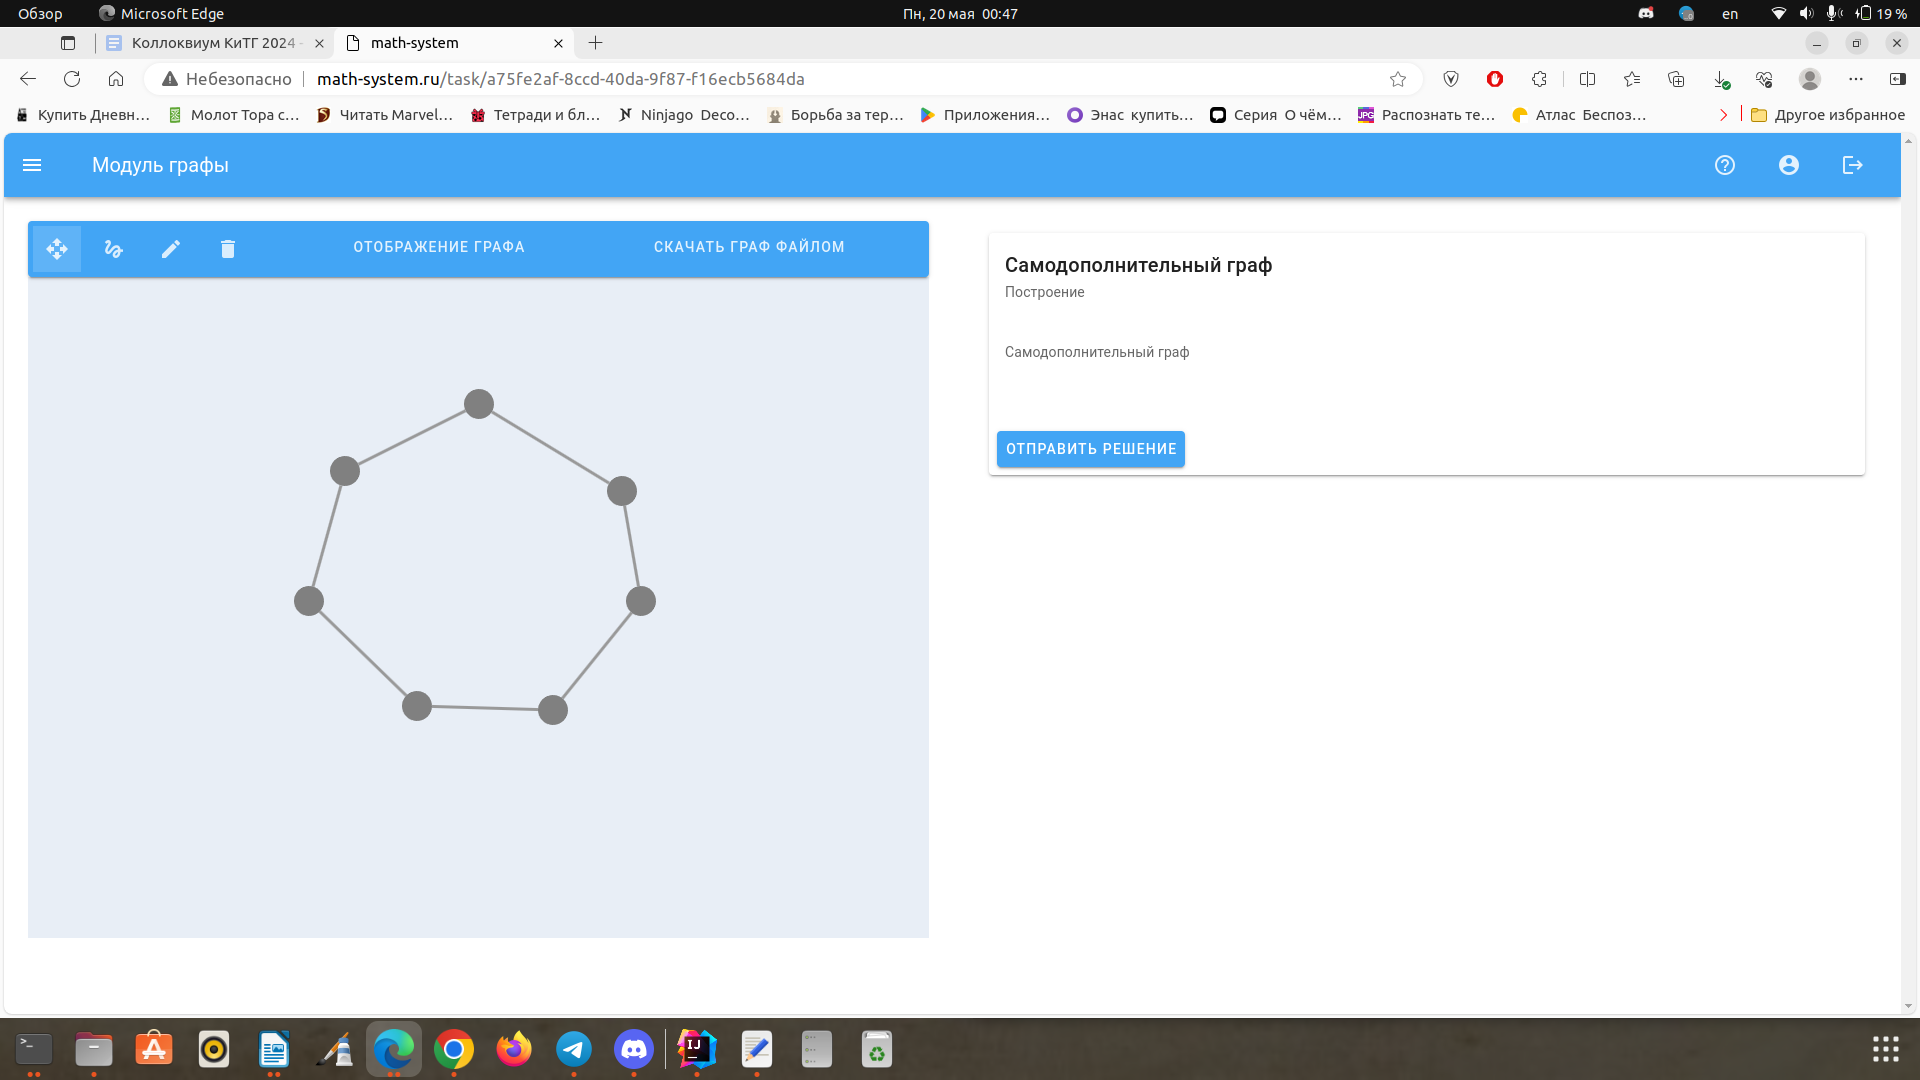 Обзор
Microsoft Edge
Пн, 20 мая 00:47
en
19 %
Коллоквиум КиТГ 2024 -
math-system
Небезопасно
math-system.ru/task/a75fe2af-8ccd-40da-9f87-f16ecb5684da
Купить Дневн…
Молот Тора с…
Читать Marvel…
Тетради и бл…
Ninjago Deco…
Борьба за тер…
Приложения…
Энас купить…
Серия О чём…
JPG
Распознать те…
Атлас Беспоз…
Другое избранное
Модуль графы
ОТОБРАЖЕНИЕ ГРАФА
СКАЧАТЬ ГРАФ ФАЙЛОМ
Самодополнительный граф
Построение
Самодополнительный граф
ОТПРАВИТЬ РЕШЕНИЕ
>_
IJ